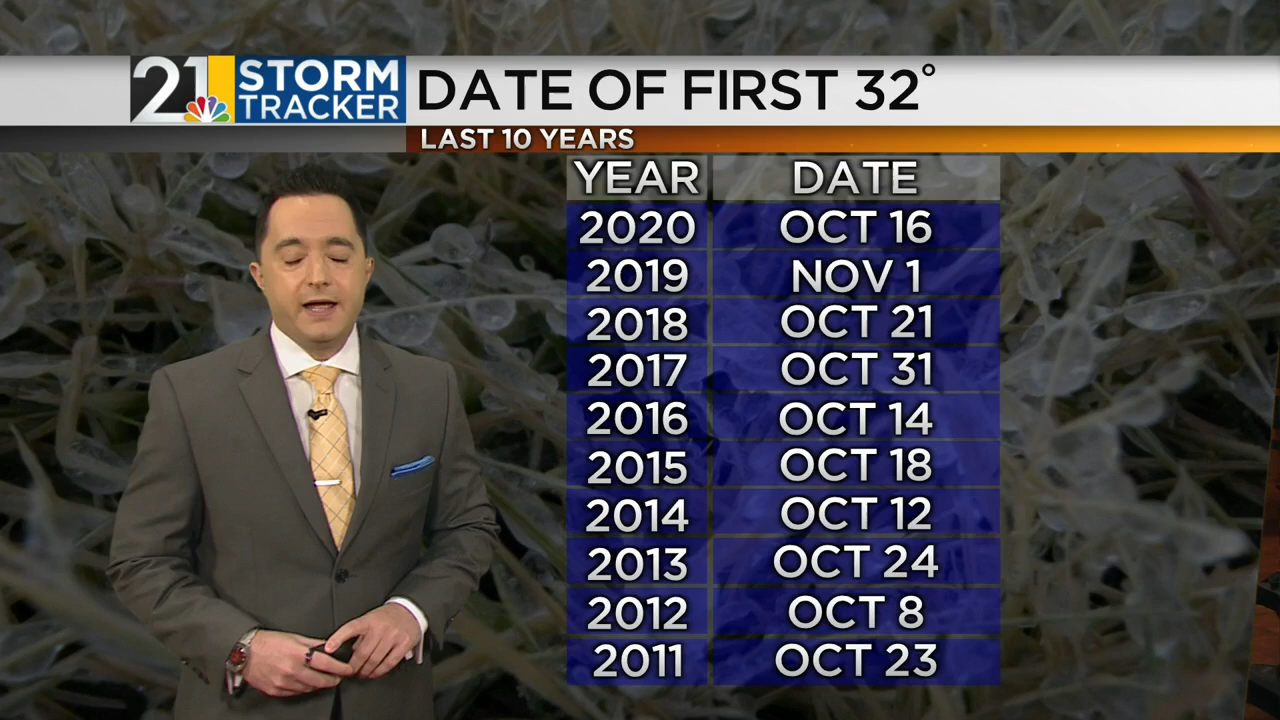 21 STORM TRACKER DATE OF FIRST 32°
LAST 10 YEARS
YEAR DATE
2020 OCT 16
2019 NOV 1
2018 OCT 21
2017 OCT 31
2016 OCT 14
2015 OCT 18
2014 OCT 12
2013 OCT 24
2012 OCT 8
2011 OCT 23